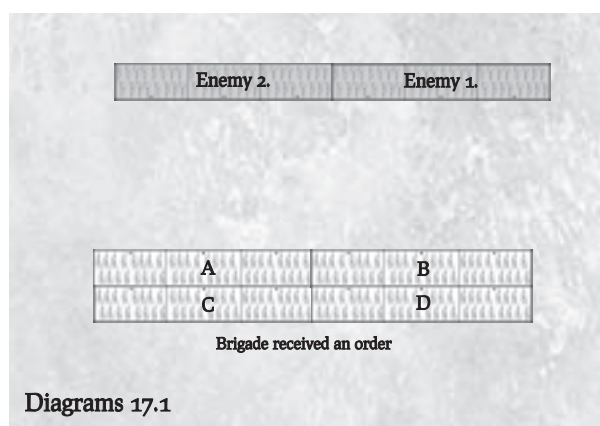 Enemy 2. Enemy 1.
A B
C D
Brigade received an order
Diagrams 17.1